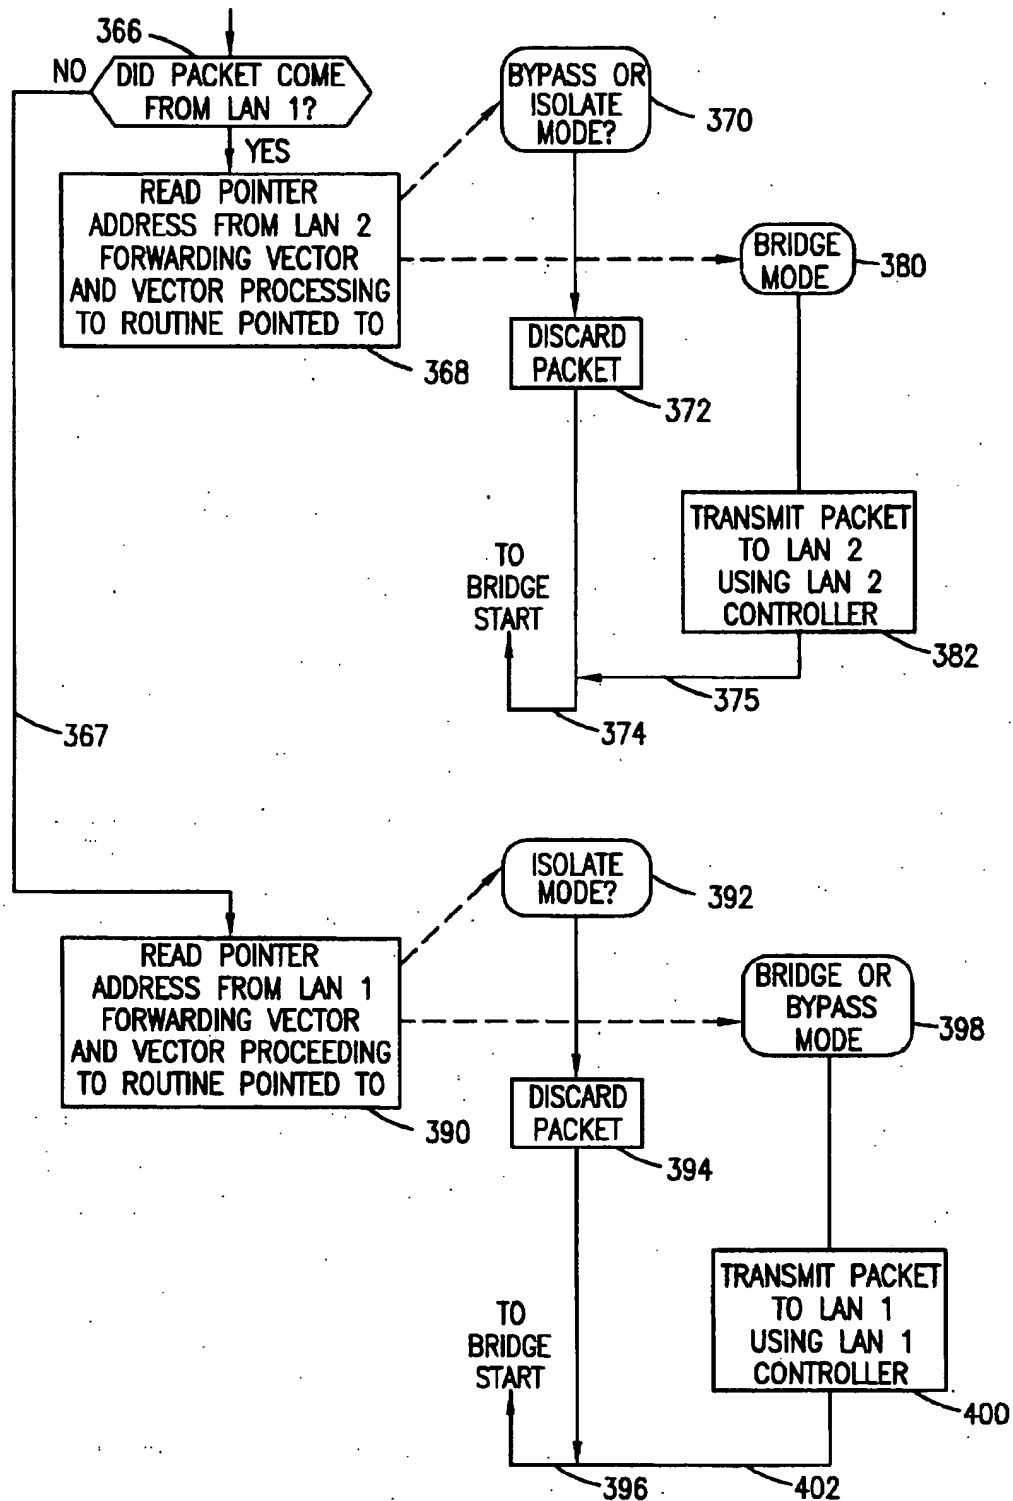 366
NO
DID PACKET COME
FROM LAN 1?
YES
BYPASS OR
ISOLATE
MODE?
370
READ POINTER
ADDRESS FROM LAN 2
FORWARDING VECTOR
AND VECTOR PROCESSING
TO ROUTINE POINTED TO
368
BRIDGE
MODE
380
DISCARD
PACKET
372
TRANSMIT PACKET
TO LAN 2
USING LAN 2
CONTROLLER
382
TO
BRIDGE
START
375
374
367
ISOLATE
MODE?
392
READ POINTER
ADDRESS FROM LAN 1
FORWARDING VECTOR
AND VECTOR PROCEEDING
TO ROUTINE POINTED TO
390
BRIDGE OR
BYPASS
MODE
398
DISCARD
PACKET
394
TRANSMIT PACKET
TO LAN 1
USING LAN 1
CONTROLLER
400
TO
BRIDGE
START
396
402